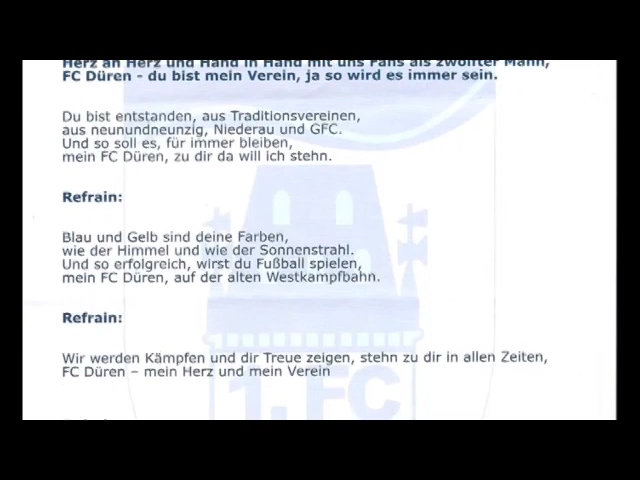 Herz an Herz und Hand in Hand mit uns Fans als zwölfter Mann,
FC Düren - du bist mein Verein, ja so wird es immer sein.
Du bist entstanden, aus Traditionsvereinen,
aus neunundneunzig, Niederau und GFC.
Und so soll es, für immer bleiben,
mein FC Düren, zu dir da will ich stehn.
Refrain:
Blau und Gelb sind deine Farben,
wie der Himmel und wie der Sonnenstrahl.
Und so erfolgreich, wirst du Fußball spielen,
mein FC Düren, auf der alten Westkampfbahn.
Refrain:
Wir werden Kämpfen und dir Treue zeigen, stehn zu dir in allen Zeiten,
FC Düren – mein Herz und mein Verein
1. FC